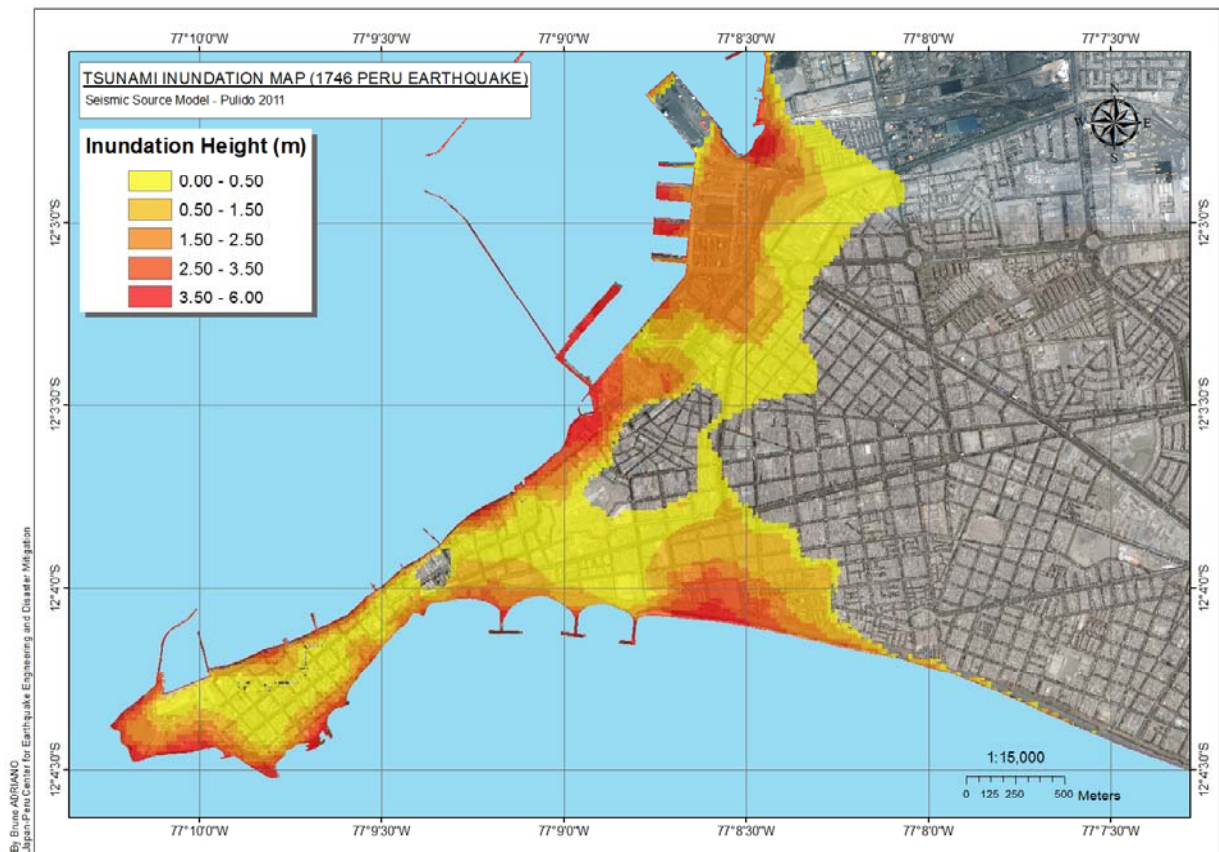 77°10'0"W 77°9'30"W 77°9'0"W 77°8'30"W 77°8'0"W 77°7'30"W
TSUNAMI INUNDATION MAP (1746 PERU EARTHQUAKE)
Seismic Source Model - Pulido 2011
Inundation Height (m)
0.00 - 0.50
0.50 - 1.50
1.50 - 2.50
2.50 - 3.50
3.50 - 6.00
N
W E
S
12°3'0"S 12°3'0"S
12°3'30"S 12°3'30"S
12°4'0"S 12°4'0"S
12°4'30"S 12°4'30"S
1:15,000
0 125 250 500 Meters
77°10'0"W 77°9'30"W 77°9'0"W 77°8'30"W 77°8'0"W 77°7'30"W
By Bruno ADRIANO
Japan-Peru Center for Earthquake Engineering and Disaster Mitigation